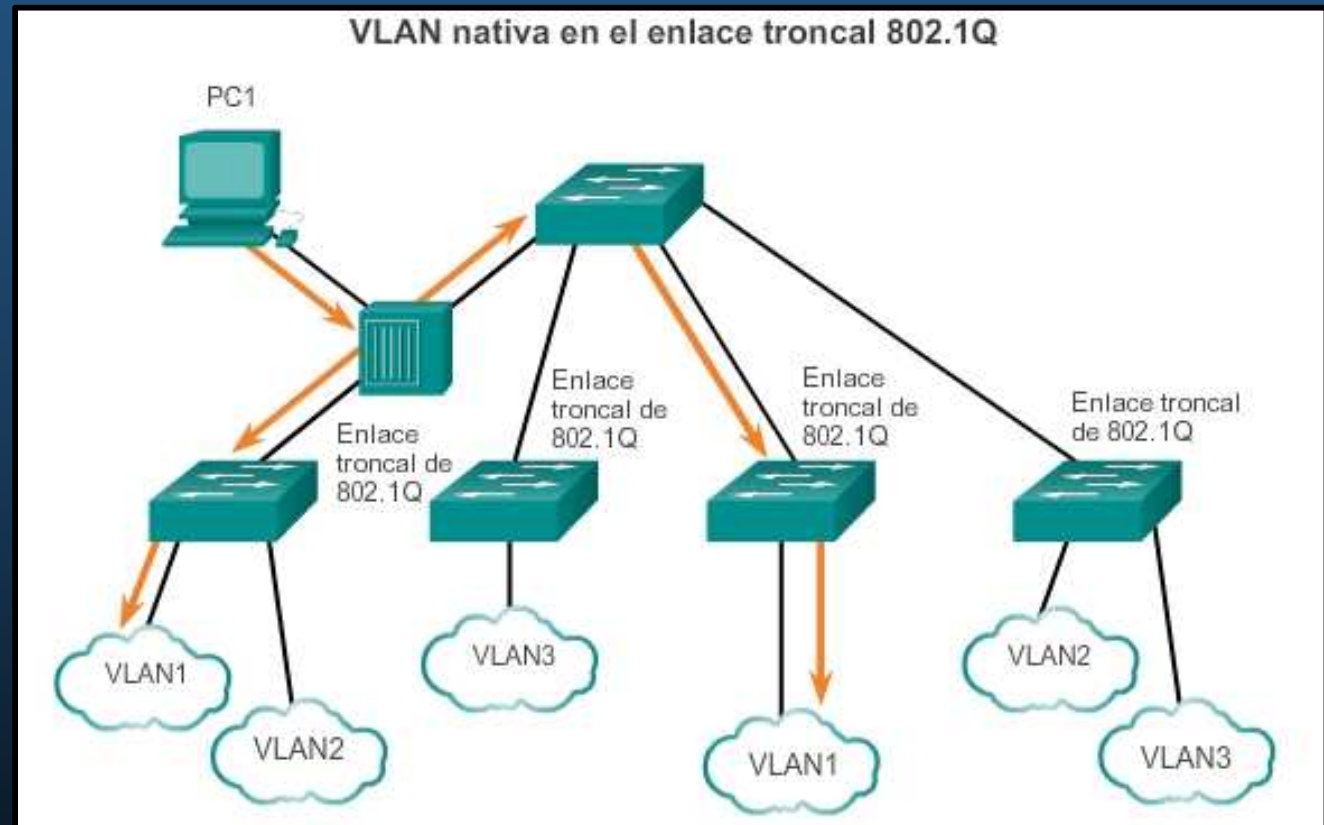 VLAN nativa en el enlace troncal 802.1Q
PC1
Enlace
troncal de
802.1Q
Enlace
troncal de
802.1Q
Enlace
troncal de
802.1Q
Enlace troncal
de 802.1Q
VLAN1
VLAN2
VLAN3
VLAN1
VLAN2
VLAN3